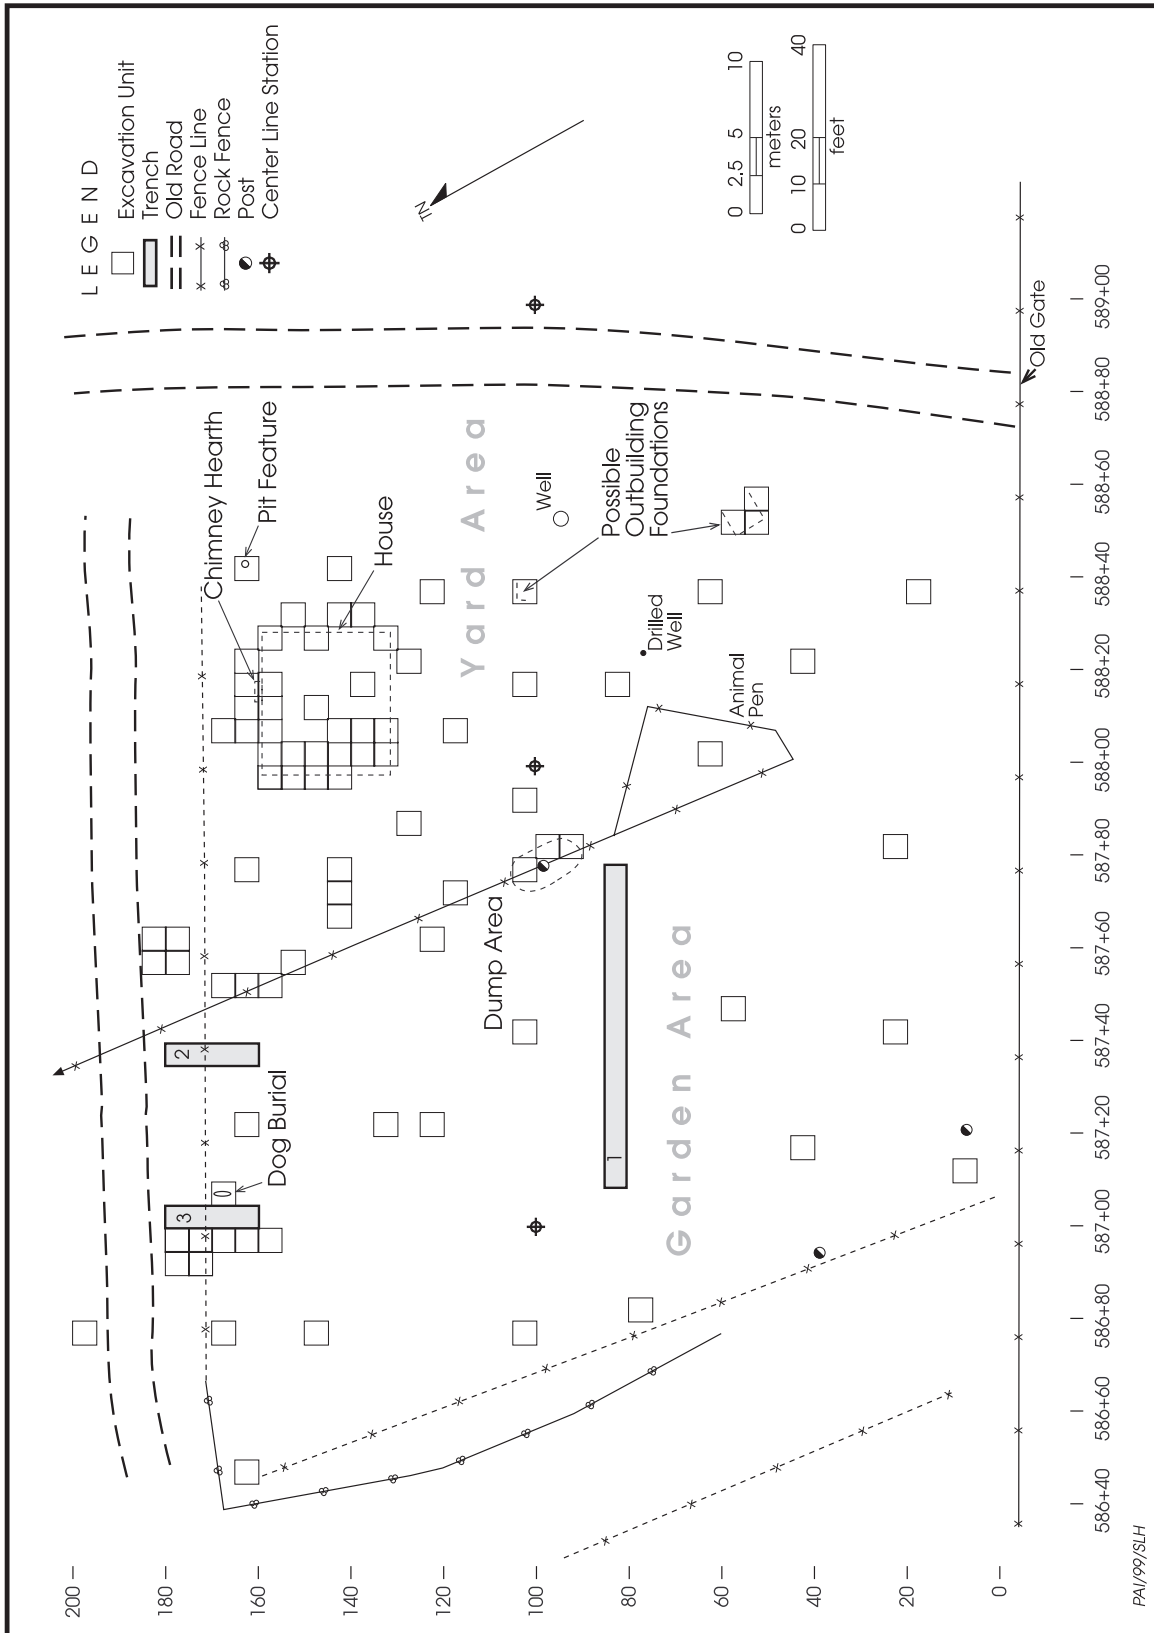 LEGEND
Excavation Unit
Trench
Old Road
Fence Line
Rock Fence
Post
Center Line Station
N
0 2.5 5 10
meters
0 10 20 40
feet
Chimney Hearth
Pit Feature
House
Yard Area
Well
Possible
Outbuilding
Foundations
Drilled
Well
Animal
Pen
Old Gate
Dump Area
Garden Area
Dog Burial
1
2
3
200
180
160
140
120
100
80
60
40
20
0
586+40
586+60
586+80
587+00
587+20
587+40
587+60
587+80
588+00
588+20
588+40
588+60
588+80
589+00
PAI/99/SLH